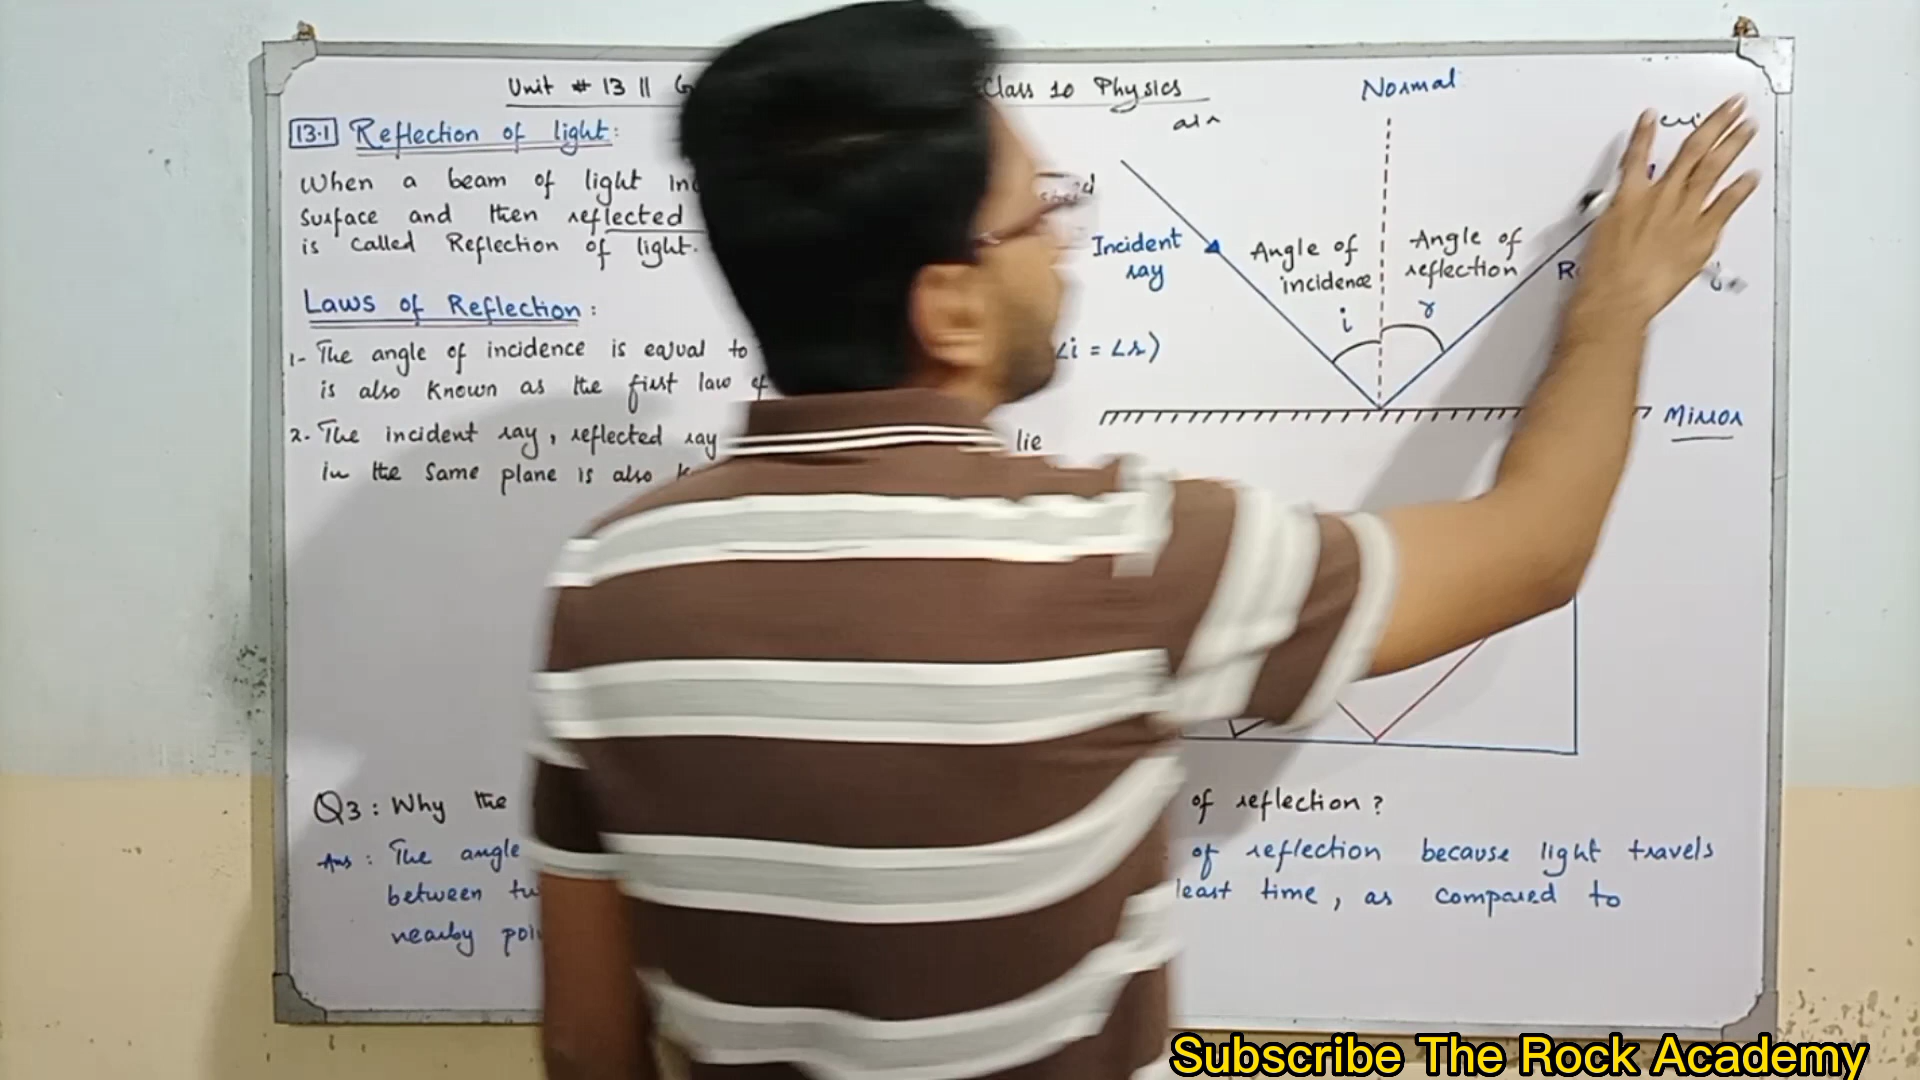 Unit # 13 ||
Class 10 Physics
13.1 Reflection of light:
When a beam of light
Surface and then reflected
is called Reflection of light.
Laws of Reflection:
1- The angle of incidence is equal to
∠i = ∠r)
is also known as the first law of
2. The incident ray, reflected ray
lie
in the same plane is also
Normal
air
Incident
ray
Angle of
incidence
i
Angle of
reflection
r
Mirror
Q3: Why the
of reflection?
Ans: The angle
of reflection because light travels
between
least time, as compared to
nearby
Subscribe The Rock Academy